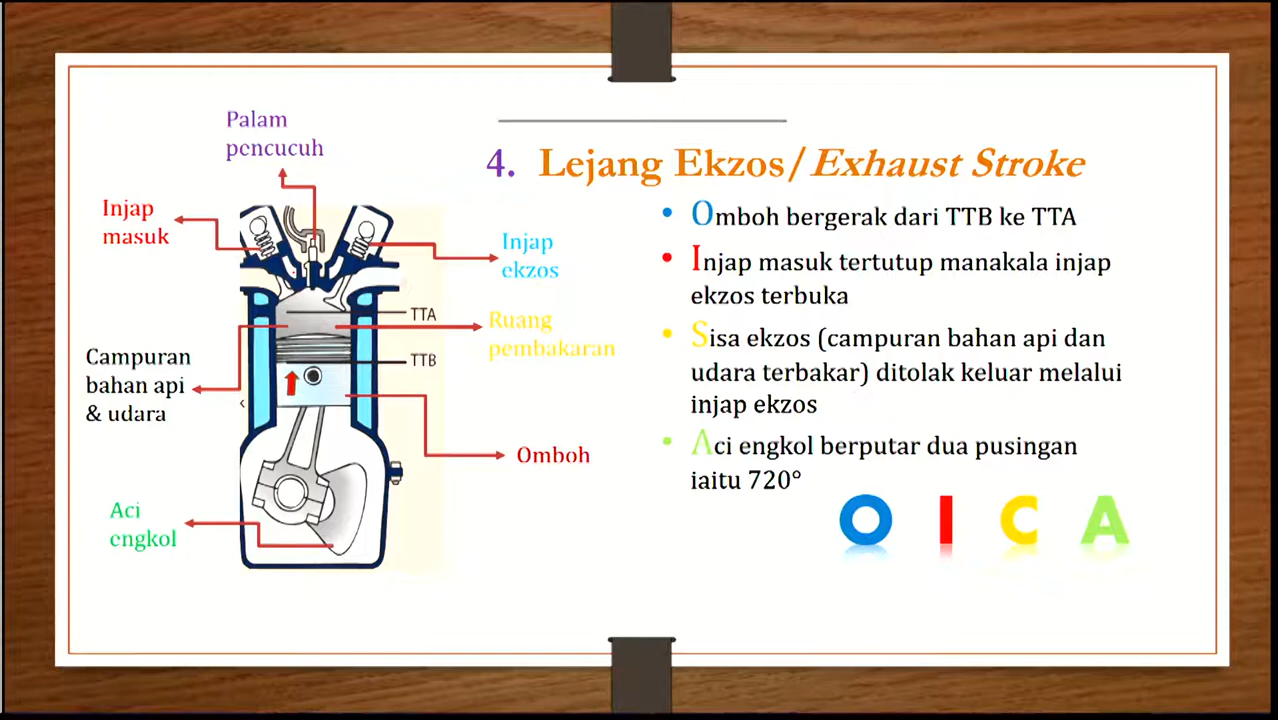 4. Lejang Ekzos/Exhaust Stroke
Palam
pencucuh
Injap
masuk
Injap
ekzos
TTA
Ruang
pembakaran
TTB
Campuran
bahan api
& udara
Omboh
Aci
engkol
• Omboh bergerak dari TTB ke TTA
• Injap masuk tertutup manakala injap
ekzos terbuka
• Sisa ekzos (campuran bahan api dan
udara terbakar) ditolak keluar melalui
injap ekzos
• Aci engkol berputar dua pusingan
iaitu 720°
O I C A